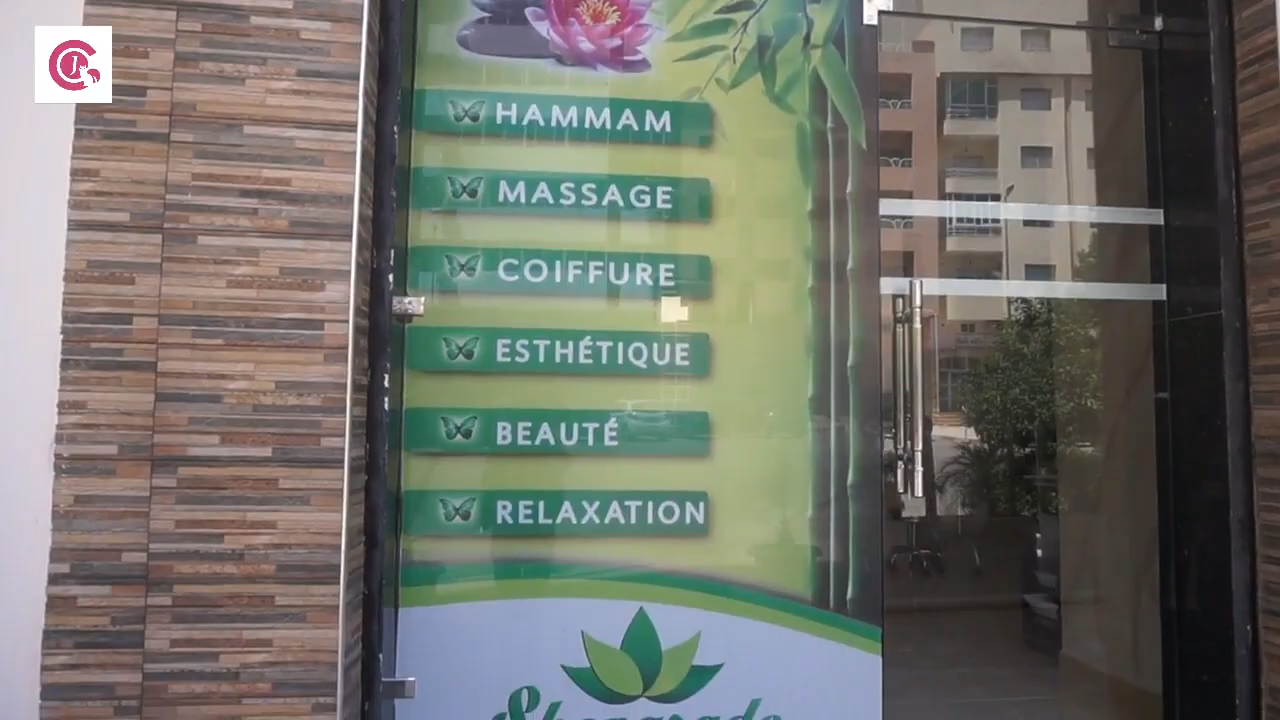 HAMMAM
MASSAGE
COIFFURE
ESTHÉTIQUE
BEAUTÉ
RELAXATION